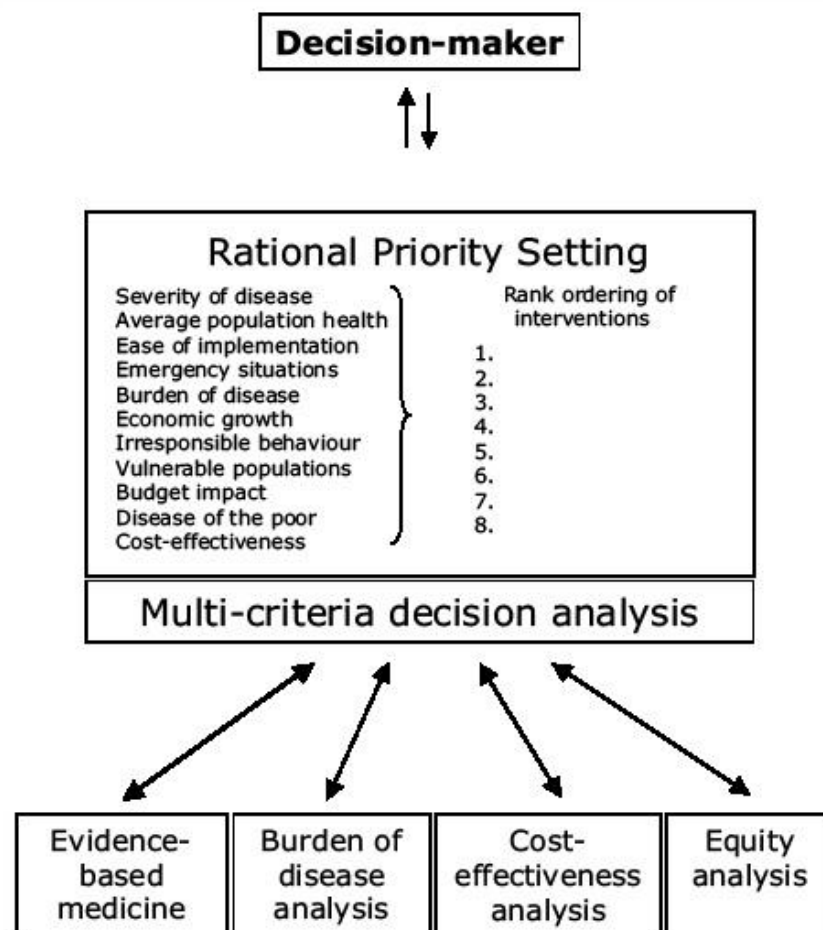 Decision-maker
Rational Priority Setting
Severity of disease
Average population health
Ease of implementation
Emergency situations
Burden of disease
Economic growth
Irresponsible behaviour
Vulnerable populations
Budget impact
Disease of the poor
Cost-effectiveness
Rank ordering of
interventions
1.
2.
3.
4.
5.
6.
7.
8.
Multi-criteria decision analysis
Evidence-
based
medicine
Burden of
disease
analysis
Cost-
effectiveness
analysis
Equity
analysis